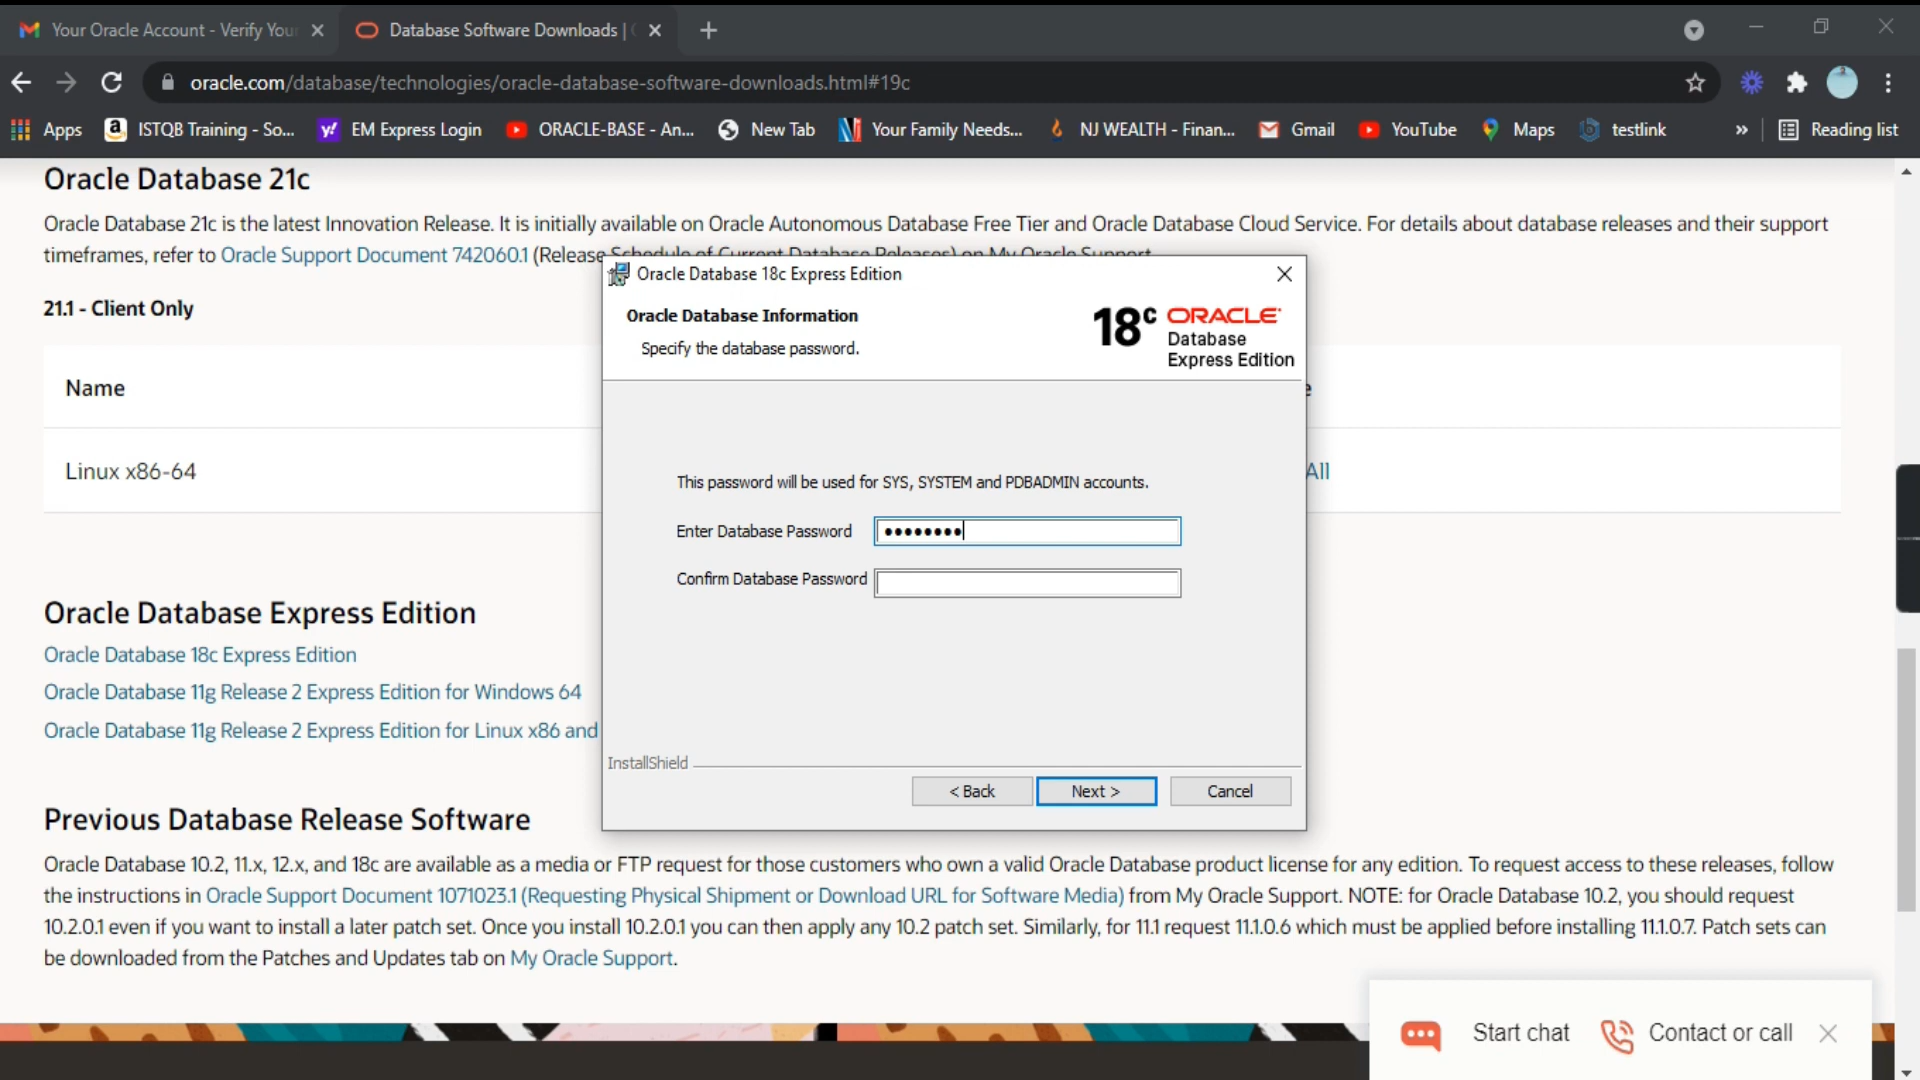 Your Oracle Account - Verify You
Database Software Downloads |
oracle.com/database/technologies/oracle-database-software-downloads.html#19c
Apps
ISTQB Training - So...
EM Express Login
ORACLE-BASE - An...
New Tab
Your Family Needs...
NJ WEALTH - Finan...
Gmail
YouTube
Maps
testlink
»
Reading list
Oracle Database 21c
Oracle Database 21c is the latest Innovation Release. It is initially available on Oracle Autonomous Database Free Tier and Oracle Database Cloud Service. For details about database releases and their support
timeframes, refer to Oracle Support Document 742060.1 (Release Schedule of Current Database Releases) on My Oracle Support.
21.1 - Client Only
Name
Linux x86-64
All
Oracle Database Express Edition
Oracle Database 18c Express Edition
Oracle Database 11g Release 2 Express Edition for Windows 64
Oracle Database 11g Release 2 Express Edition for Linux x86 and
Previous Database Release Software
Oracle Database 10.2, 11.x, 12.x, and 18c are available as a media or FTP request for those customers who own a valid Oracle Database product license for any edition. To request access to these releases, follow
the instructions in Oracle Support Document 1071023.1 (Requesting Physical Shipment or Download URL for Software Media) from My Oracle Support. NOTE: for Oracle Database 10.2, you should request
10.2.0.1 even if you want to install a later patch set. Once you install 10.2.0.1 you can then apply any 10.2 patch set. Similarly, for 11.1 request 11.1.0.6 which must be applied before installing 11.1.0.7. Patch sets can
be downloaded from the Patches and Updates tab on My Oracle Support.
Oracle Database 18c Express Edition
Oracle Database Information
Specify the database password.
18c ORACLE
Database
Express Edition
This password will be used for SYS, SYSTEM and PDBADMIN accounts.
Enter Database Password
••••••••
Confirm Database Password
InstallShield
< Back
Next >
Cancel
Start chat
Contact or call